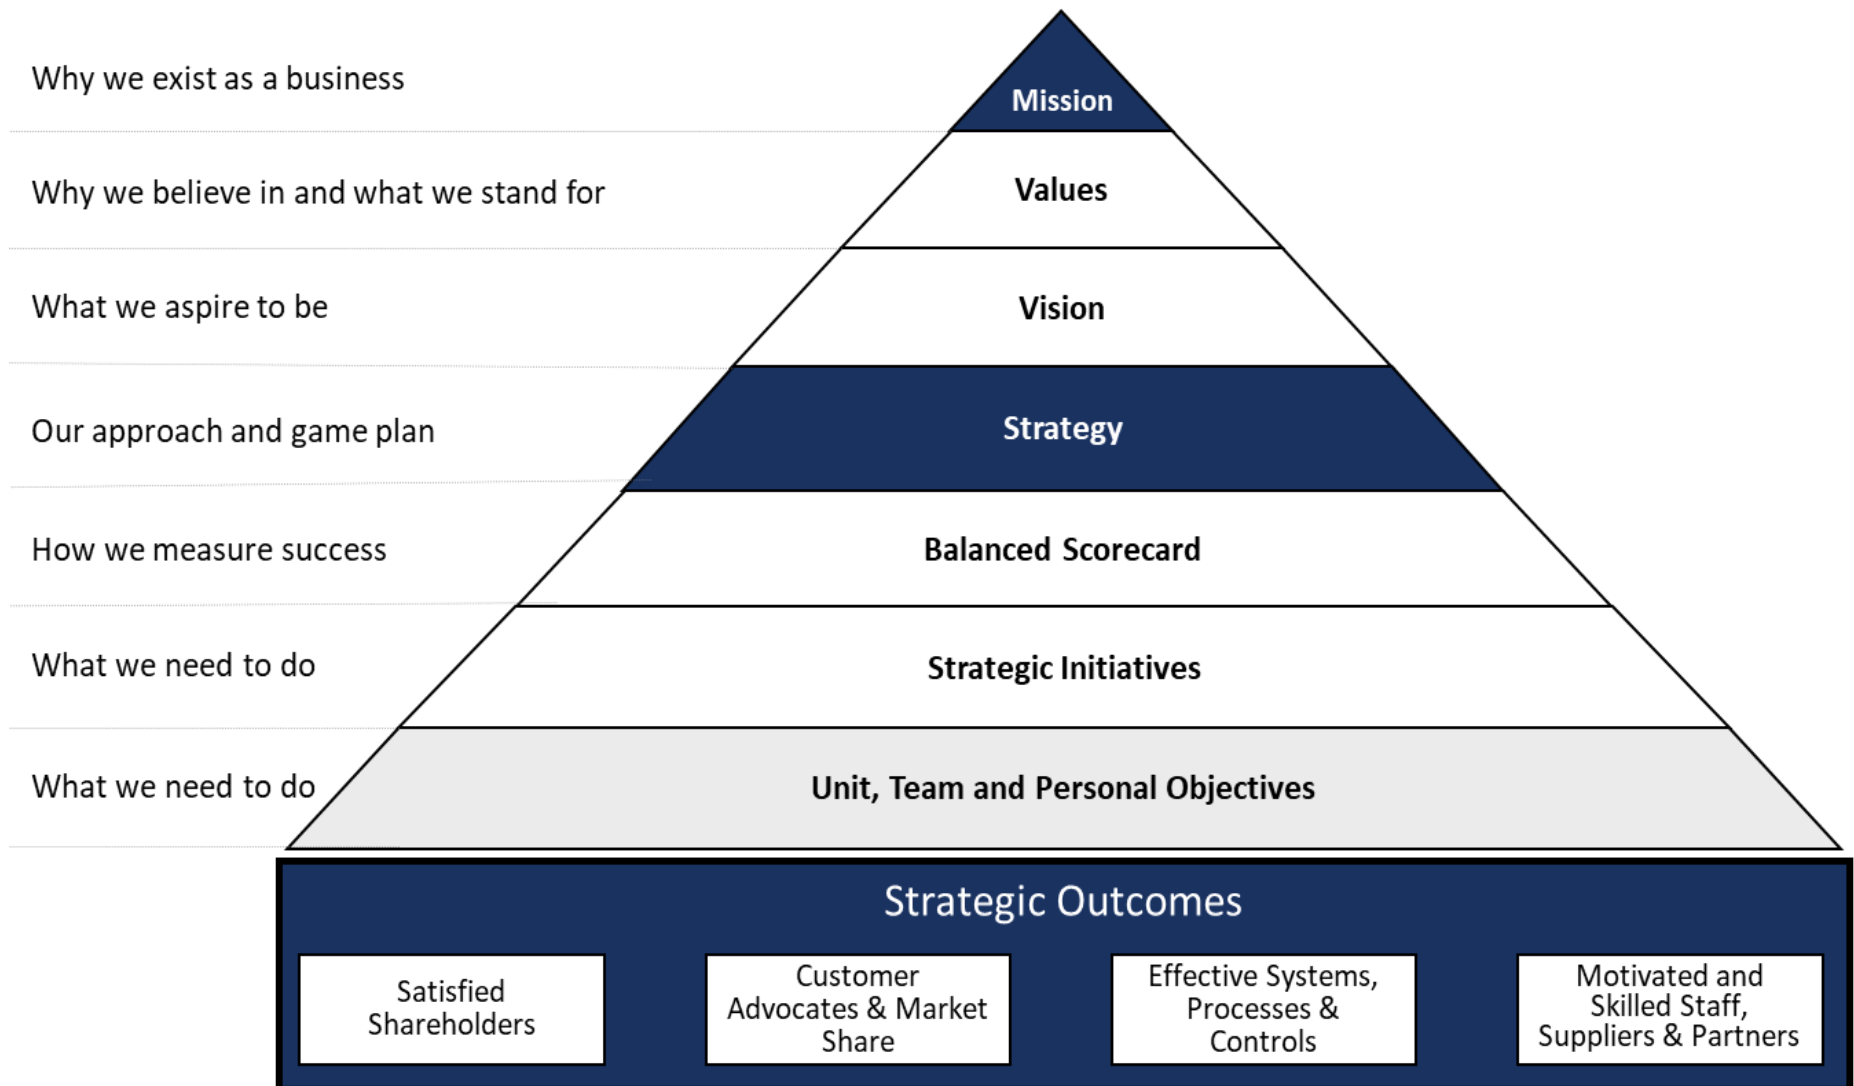 Why we exist as a business
Mission
Why we believe in and what we stand for
Values
What we aspire to be
Vision
Our approach and game plan
Strategy
How we measure success
Balanced Scorecard
What we need to do
Strategic Initiatives
What we need to do
Unit, Team and Personal Objectives
Strategic Outcomes
Satisfied
Shareholders
Customer
Advocates & Market
Share
Effective Systems,
Processes &
Controls
Motivated and
Skilled Staff,
Suppliers & Partners